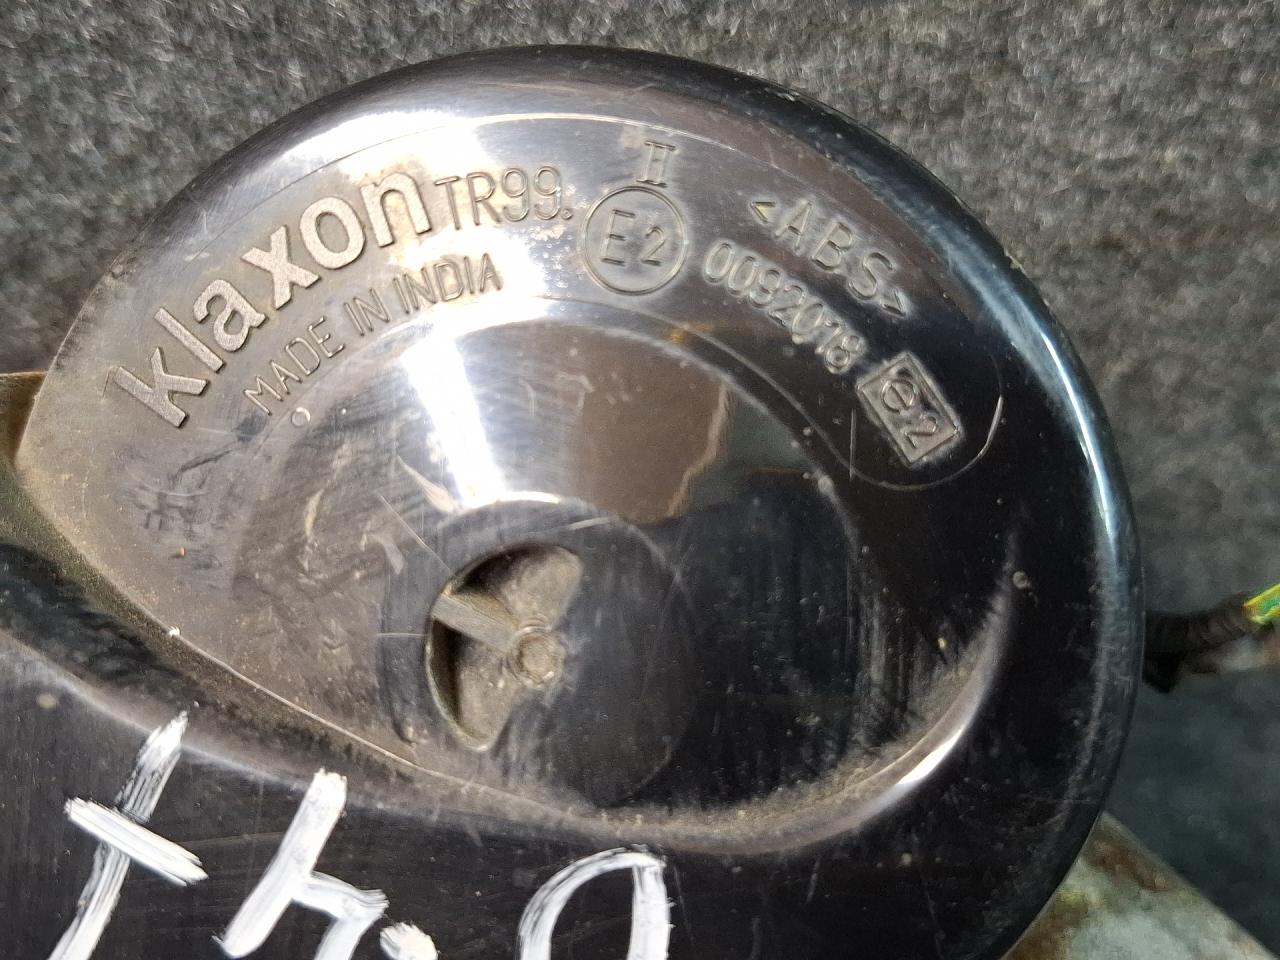 klaxon TR99.
MADE IN INDIA
II
E2
<ABS>
0092018
e2